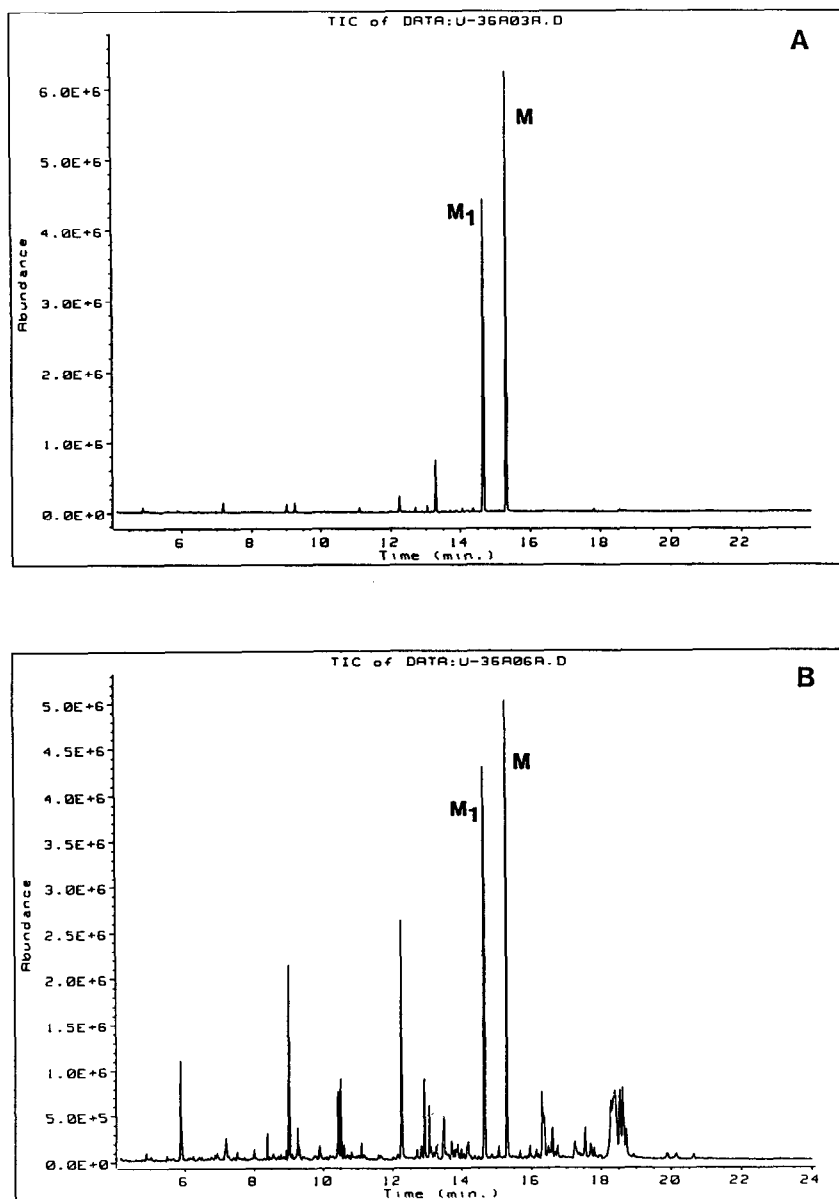 TIC of DATA:U-36A03A.D
A
6.0E+6
5.0E+6
4.0E+6
3.0E+6
2.0E+6
1.0E+6
0.0E+0
Abundance
M1
M
6 8 10 12 14 16 18 20 22
Time (min.)
TIC of DATA:U-36A06A.D
B
5.0E+6
4.5E+6
4.0E+6
3.5E+6
3.0E+6
2.5E+6
2.0E+6
1.5E+6
1.0E+6
5.0E+5
0.0E+0
Abundance
M1
M
6 8 10 12 14 16 18 20 22 24
Time (min.)